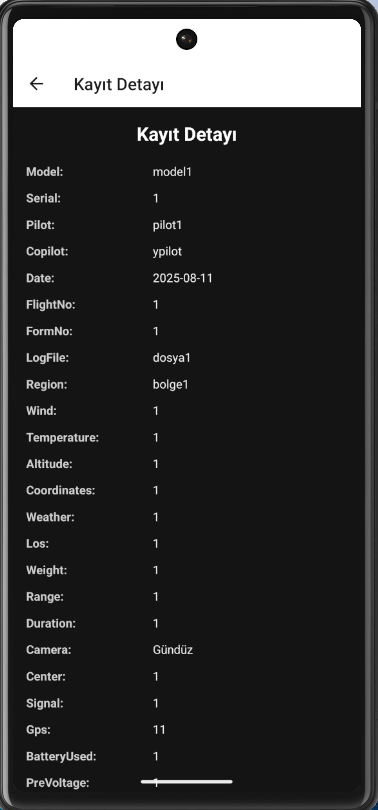 Kayıt Detayı
Kayıt Detayı
Model: model1
Serial: 1
Pilot: pilot1
Copilot: ypilot
Date: 2025-08-11
FlightNo: 1
FormNo: 1
LogFile: dosya1
Region: bolge1
Wind: 1
Temperature: 1
Altitude: 1
Coordinates: 1
Weather: 1
Los: 1
Weight: 1
Range: 1
Duration: 1
Camera: Gündüz
Center: 1
Signal: 1
Gps: 11
BatteryUsed: 1
PreVoltage: 1